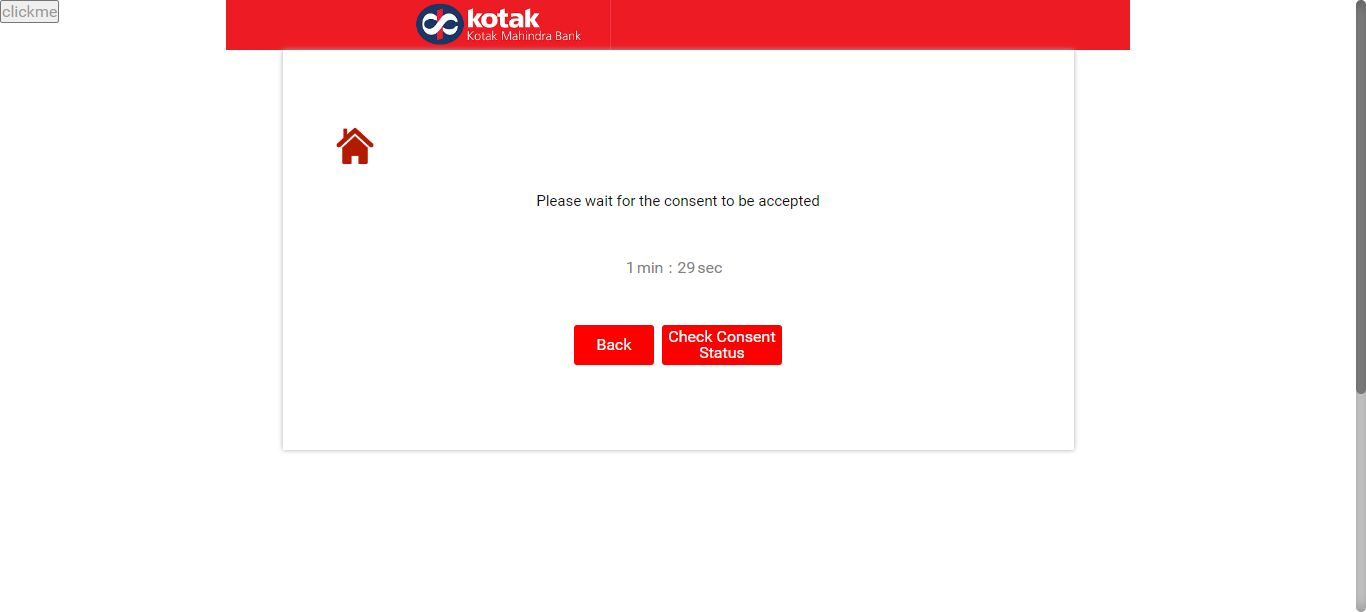 clickme
kotak
Kotak Mahindra Bank
Please wait for the consent to be accepted
1 min : 29 sec
Back
Check Consent
Status